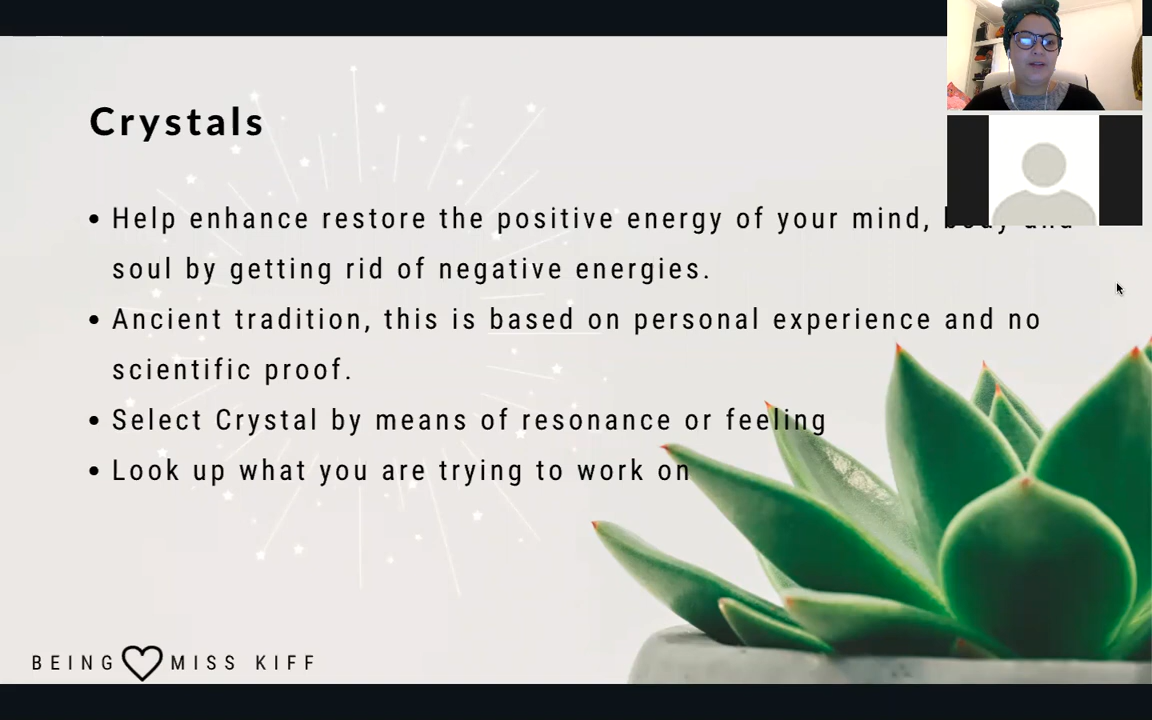 Crystals
• Help enhance restore the positive energy of your mind, body and
soul by getting rid of negative energies.
• Ancient tradition, this is based on personal experience and no
scientific proof.
• Select Crystal by means of resonance or feeling
• Look up what you are trying to work on
BEING MISS KIFF